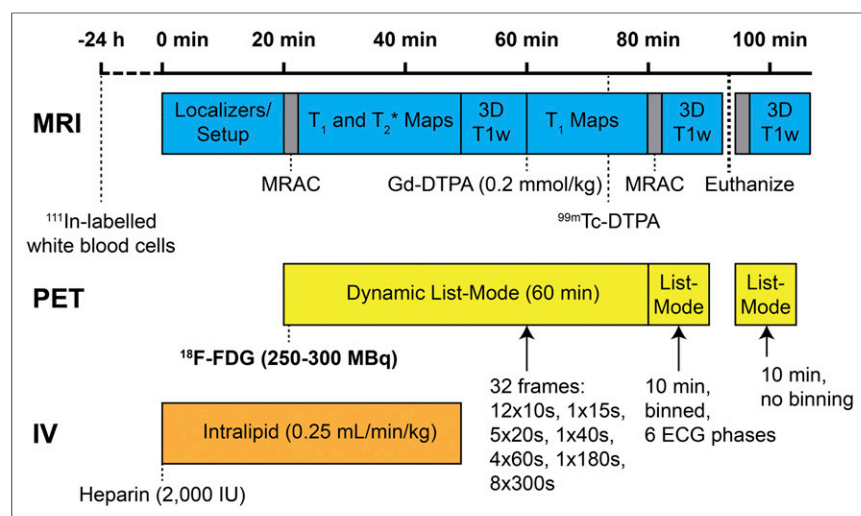 -24 h 0 min 20 min 40 min 60 min 80 min 100 min
MRI
Localizers/
Setup
T₁ and T₂* Maps
3D
T1w
T₁ Maps
3D
T1w
3D
T1w
MRAC
Gd-DTPA (0.2 mmol/kg)
MRAC
Euthanize
¹¹¹In-labelled
white blood cells
⁹⁹ᵐTc-DTPA
PET
Dynamic List-Mode (60 min)
List-
Mode
List-
Mode
¹⁸F-FDG (250-300 MBq)
32 frames:
12x10s, 1x15s,
5x20s, 1x40s,
4x60s, 1x180s,
8x300s
10 min,
binned,
6 ECG phases
10 min,
no binning
IV
Intralipid (0.25 mL/min/kg)
Heparin (2,000 IU)